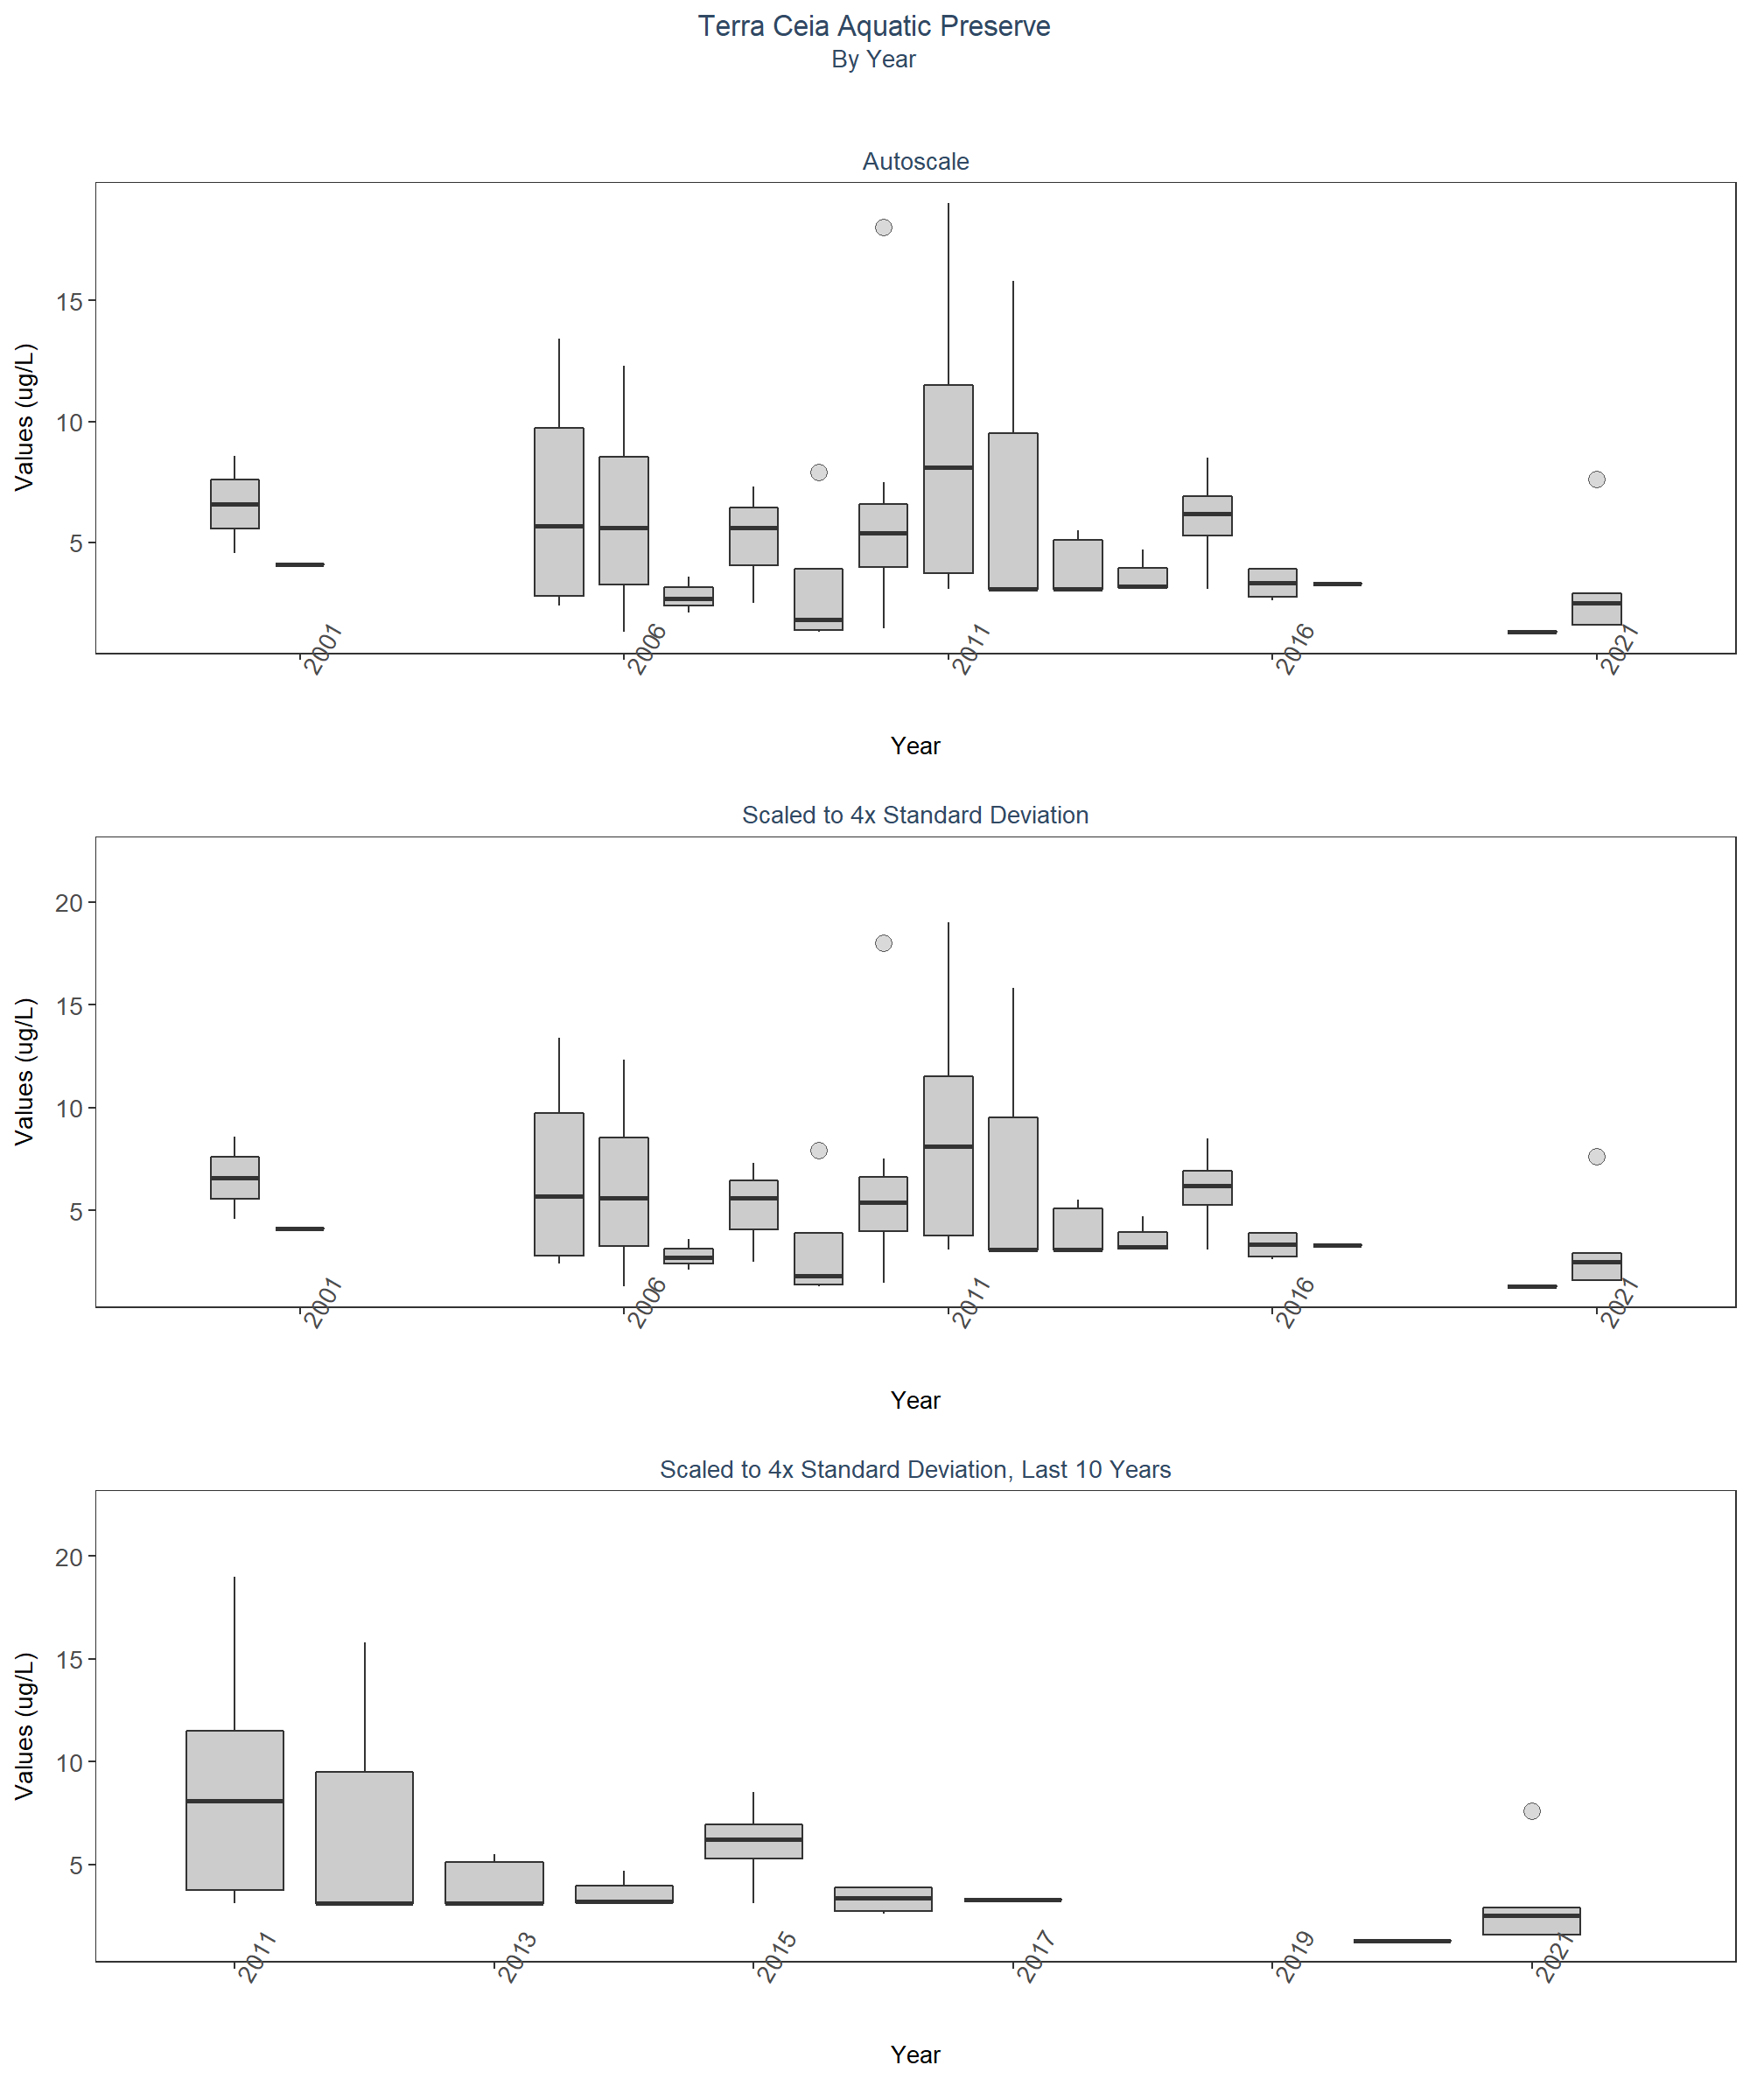 Terra Ceia Aquatic Preserve
By Year
Autoscale
Values (ug/L)
15
10
5
2001 2006 2011 2016 2021
Year
Scaled to 4x Standard Deviation
Values (ug/L)
20
15
10
5
2001 2006 2011 2016 2021
Year
Scaled to 4x Standard Deviation, Last 10 Years
Values (ug/L)
20
15
10
5
2011 2013 2015 2017 2019 2021
Year